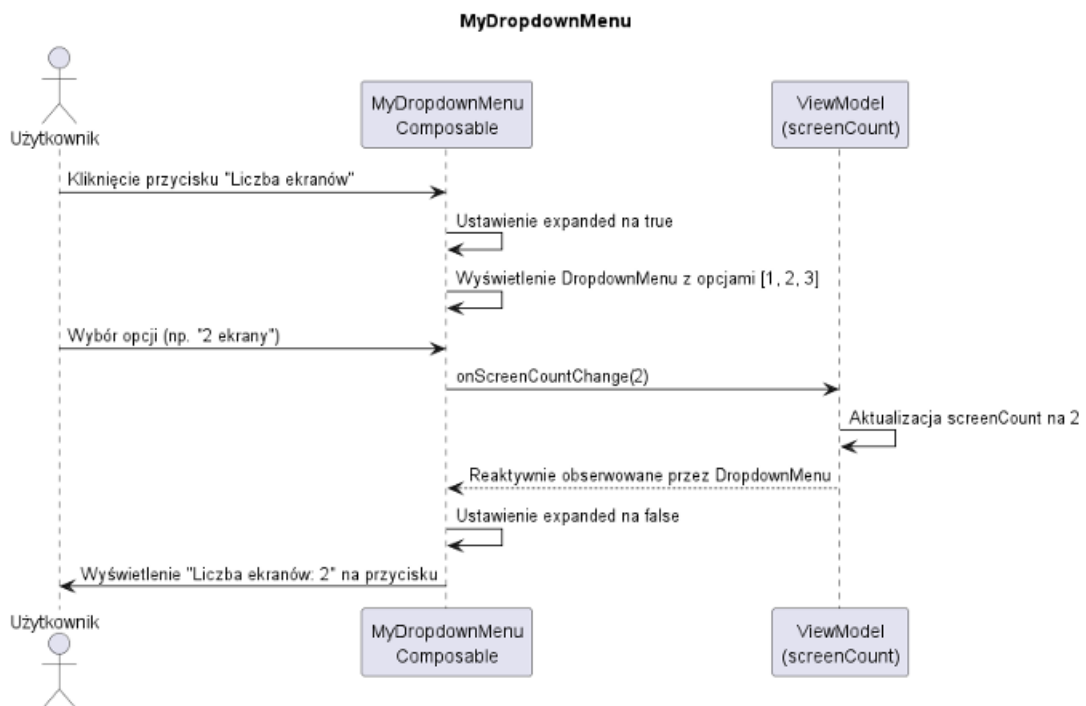 MyDropdownMenu
Użytkownik
MyDropdownMenu
Composable
ViewModel
(screenCount)
Kliknięcie przycisku "Liczba ekranów"
Ustawienie expanded na true
Wyświetlenie DropdownMenu z opcjami [1, 2, 3]
Wybór opcji (np. "2 ekrany")
onScreenCountChange(2)
Aktualizacja screenCount na 2
Reaktywnie obserwowane przez DropdownMenu
Ustawienie expanded na false
Wyświetlenie "Liczba ekranów: 2" na przycisku
Użytkownik
MyDropdownMenu
Composable
ViewModel
(screenCount)